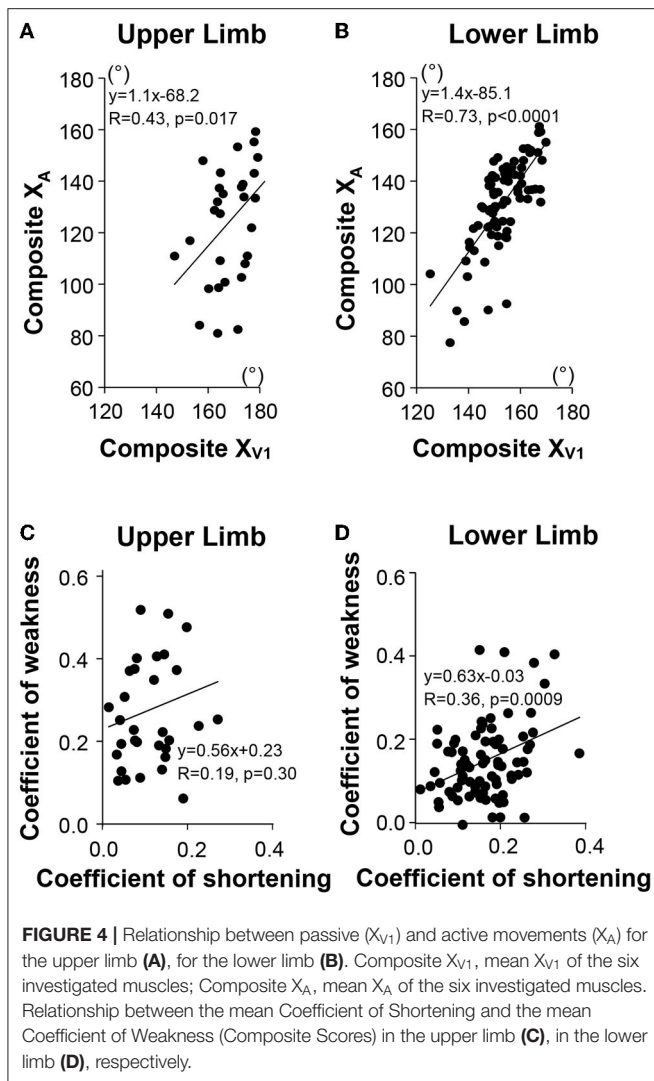 A Upper Limb
(°)
y=1.1x-68.2
R=0.43, p=0.017
Composite XA
180
160
140
120
100
80
60
(°)
120 140 160 180
Composite XV1
B Lower Limb
(°)
y=1.4x-85.1
R=0.73, p<0.0001
Composite XA
180
160
140
120
100
80
60
(°)
120 140 160 180
Composite XV1
C Upper Limb
Coefficient of weakness
0.6
0.4
0.2
0.0
y=0.56x+0.23
R=0.19, p=0.30
0.0 0.2 0.4
Coefficient of shortening
D Lower Limb
Coefficient of weakness
0.6
0.4
0.2
0.0
y=0.63x-0.03
R=0.36, p=0.0009
0.0 0.2 0.4
Coefficient of shortening
FIGURE 4 | Relationship between passive (XV1) and active movements (XA) for
the upper limb (A), for the lower limb (B). Composite XV1, mean XV1 of the six
investigated muscles; Composite XA, mean XA of the six investigated muscles.
Relationship between the mean Coefficient of Shortening and the mean
Coefficient of Weakness (Composite Scores) in the upper limb (C), in the lower
limb (D), respectively.